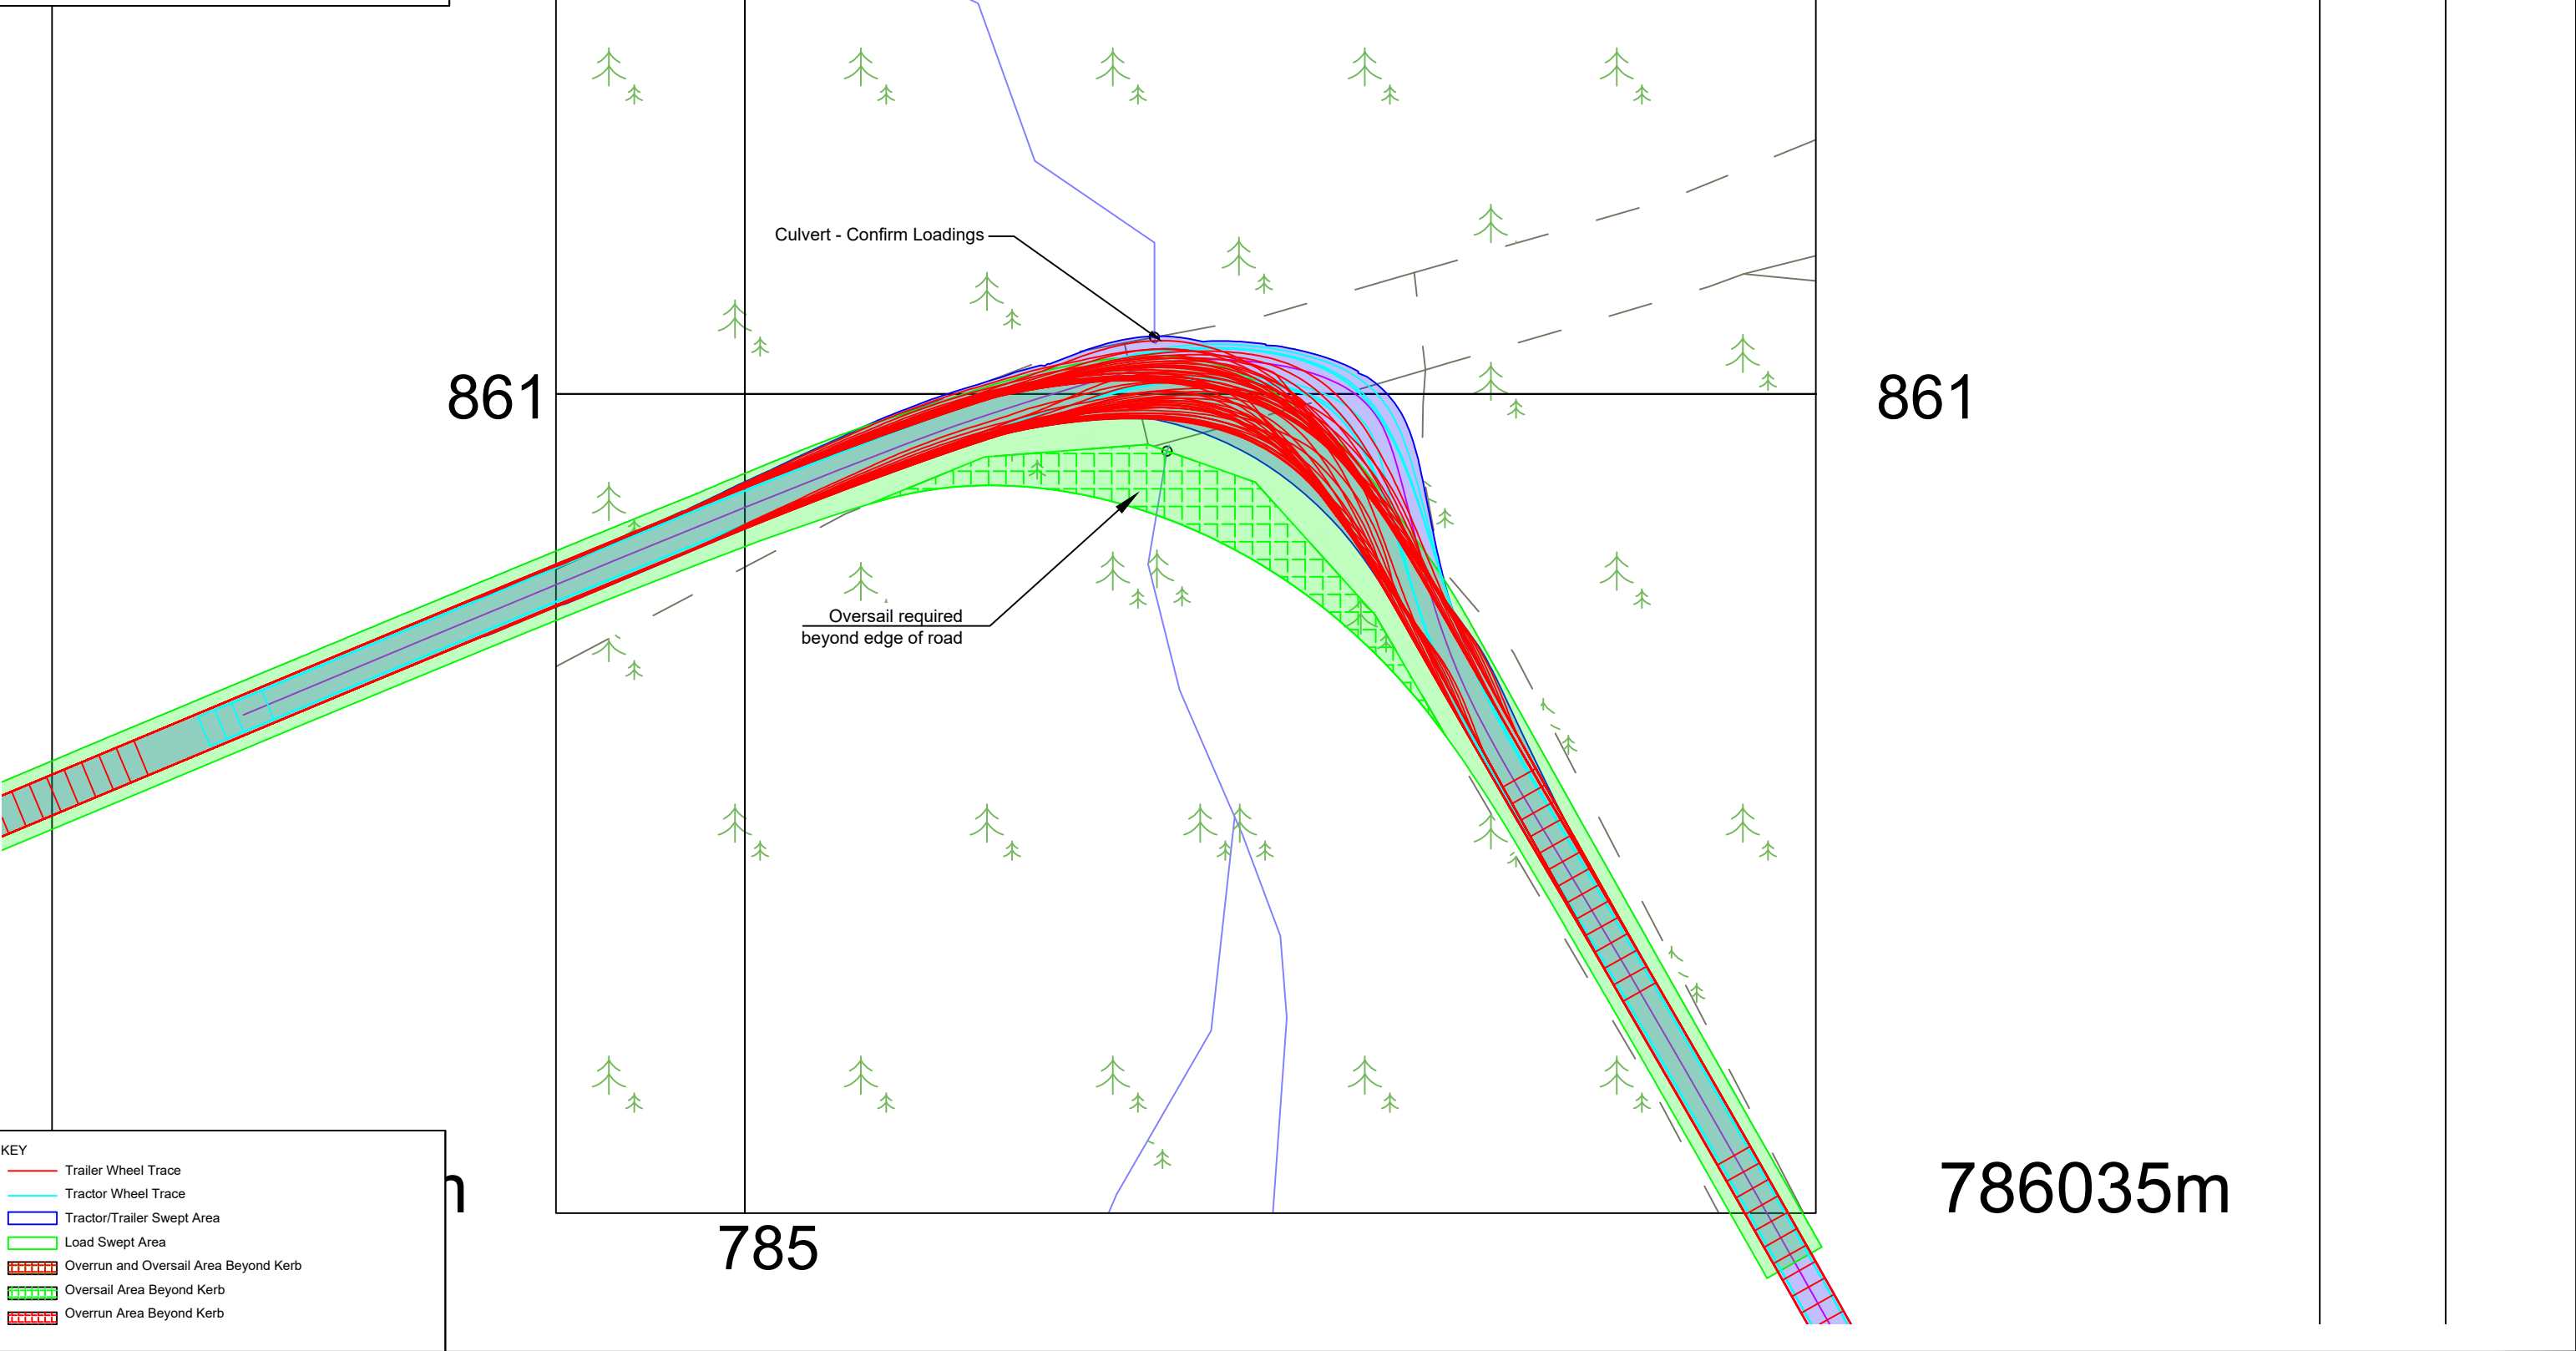 Culvert - Confirm Loadings
861
861
Oversail required
beyond edge of road
KEY
Trailer Wheel Trace
Tractor Wheel Trace
Tractor/Trailer Swept Area
Load Swept Area
Overrun and Oversail Area Beyond Kerb
Oversail Area Beyond Kerb
Overrun Area Beyond Kerb
786035m
785